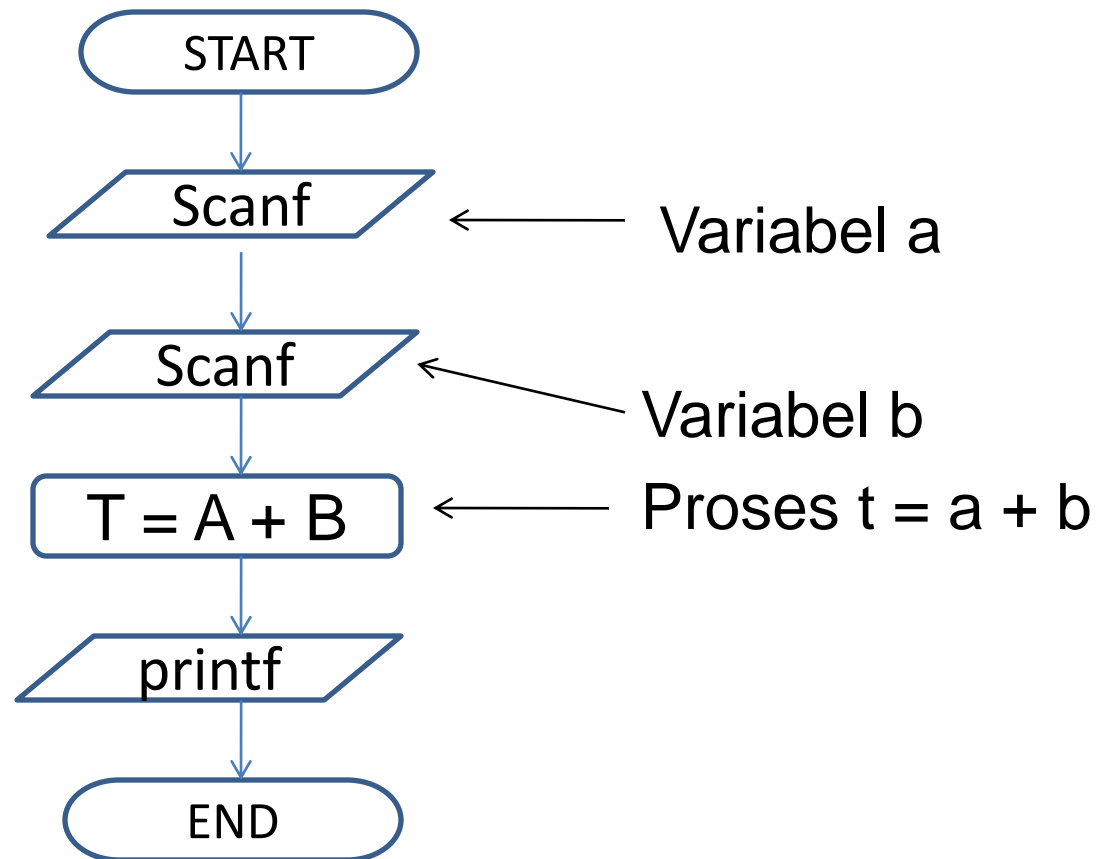 START
Scanf
Variabel a
Scanf
Variabel b
T = A + B
Proses t = a + b
printf
END